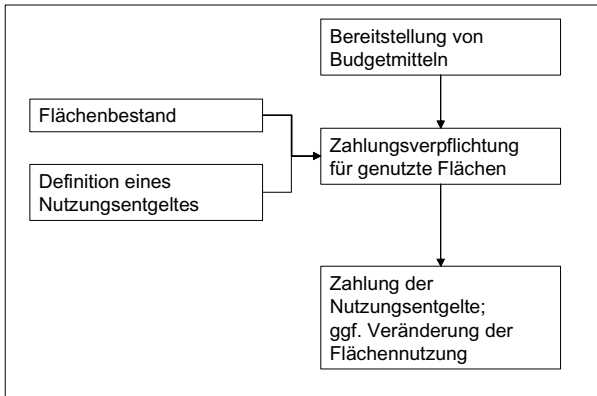 Bereitstellung von
Budgetmitteln
Flächenbestand
Definition eines
Nutzungsentgeltes
Zahlungsverpflichtung
für genutzte Flächen
Zahlung der
Nutzungsentgelte;
ggf. Veränderung der
Flächennutzung